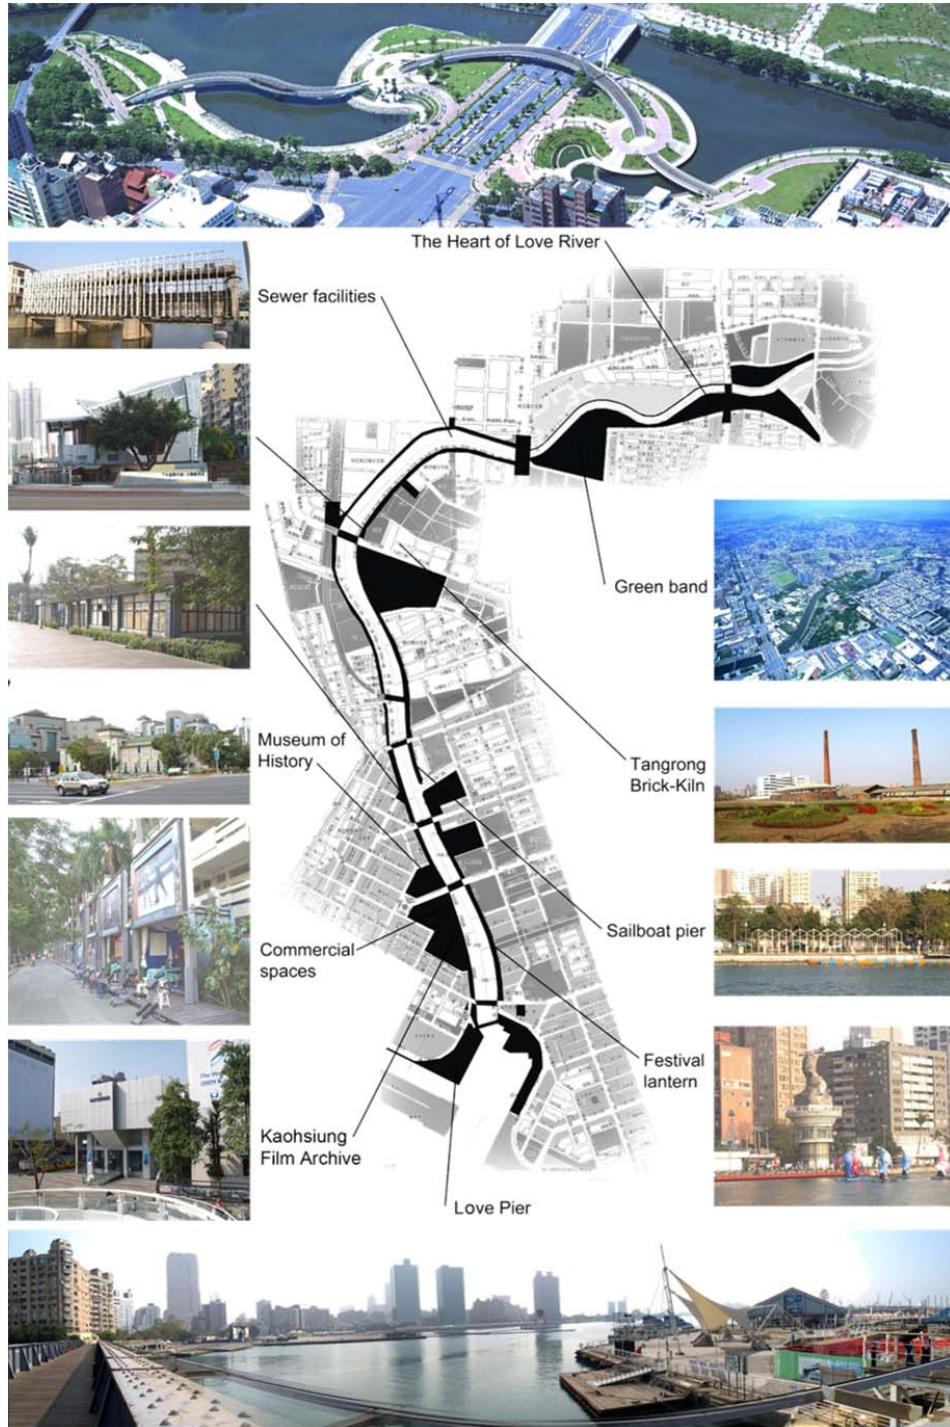 The Heart of Love River
Sewer facilities
Green band
Museum of
History
Tangrong
Brick-Kiln
Sailboat pier
Commercial
spaces
Festival
lantern
Kaohsiung
Film Archive
Love Pier